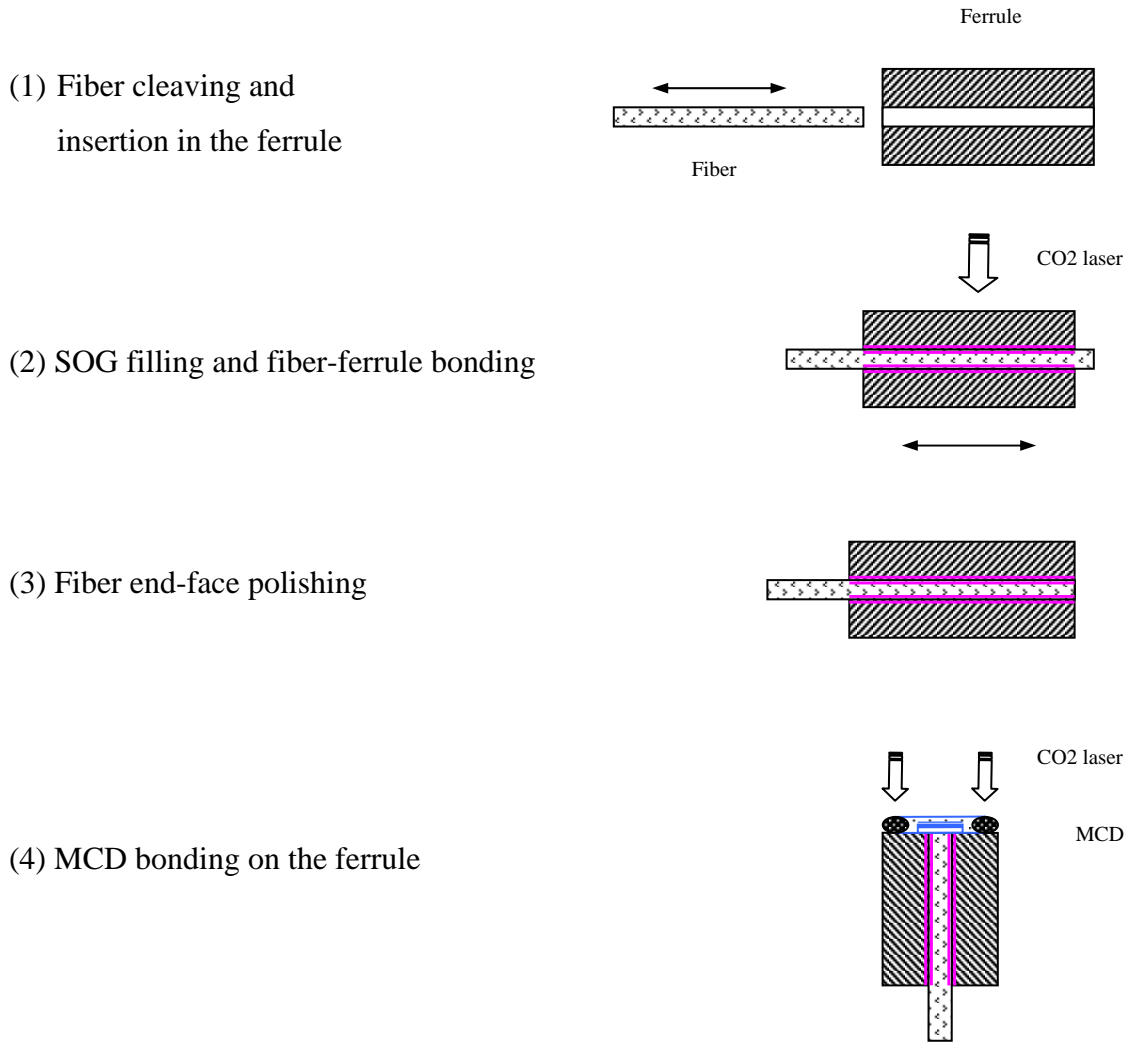 Ferrule
(1) Fiber cleaving and
insertion in the ferrule
Fiber
CO2 laser
(2) SOG filling and fiber-ferrule bonding
(3) Fiber end-face polishing
CO2 laser
MCD
(4) MCD bonding on the ferrule